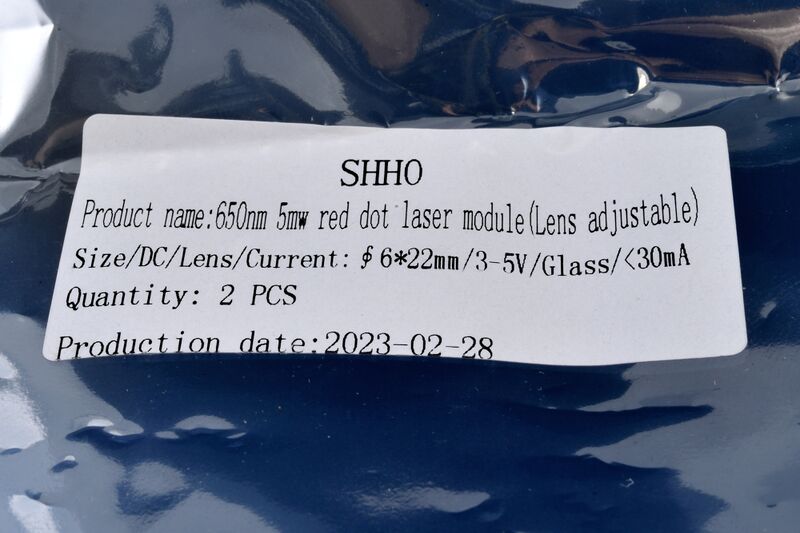 SHHO
Product name:650nm 5mw red dot laser module(Lens adjustable)
Size/DC/Lens/Current: ∮6*22mm/3-5V/Glass/<30mA
Quantity: 2 PCS
Production date:2023-02-28